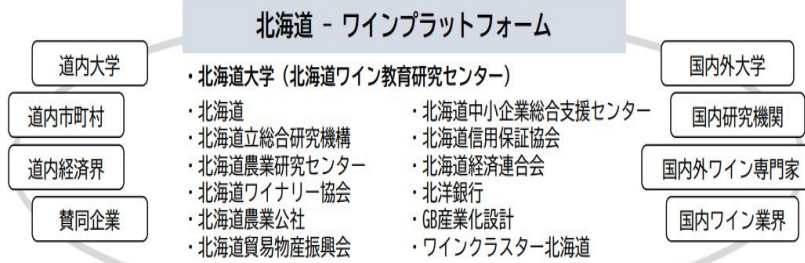 北海道 - ワインプラットフォーム
道内大学
道内市町村
道内経済界
賛同企業
・北海道大学（北海道ワイン教育研究センター）
・北海道
・北海道立総合研究機構
・北海道農業研究センター
・北海道ワイナリー協会
・北海道農業公社
・北海道貿易物産振興会
・北海道中小企業総合支援センター
・北海道信用保証協会
・北海道経済連合会
・北洋銀行
・GB産業化設計
・ワインクラスター北海道
国内外大学
国内研究機関
国内外ワイン専門家
国内ワイン業界